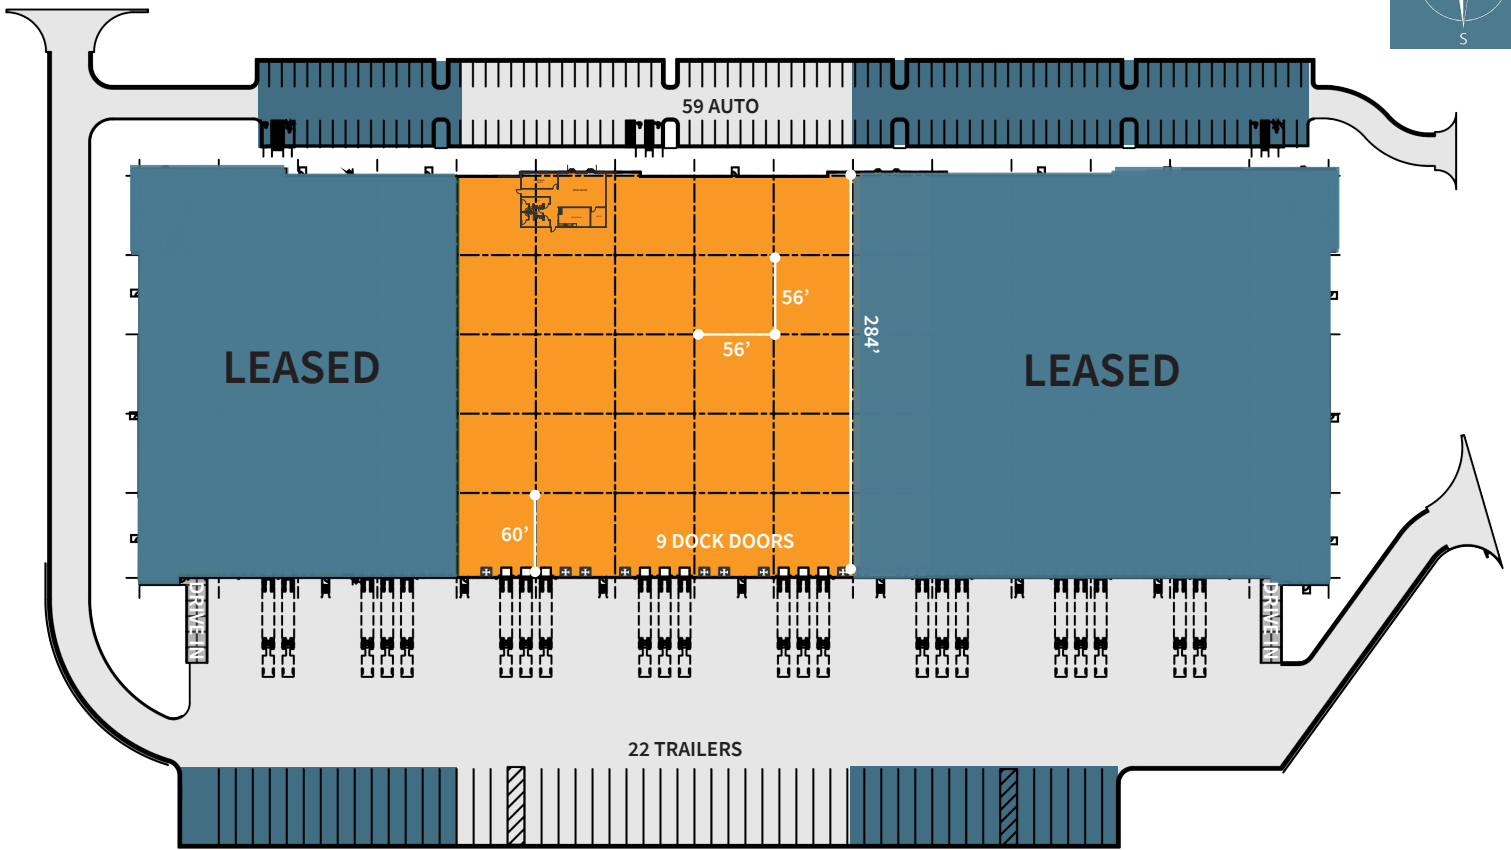 S
59 AUTO
56’
56’
284’
LEASED
LEASED
60’
9 DOCK DOORS
DRIVE-IN
DRIVE-IN
22 TRAILERS